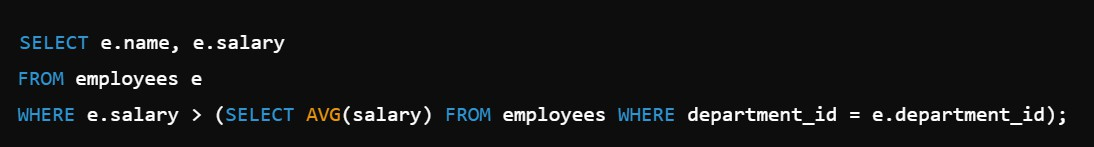 SELECT e.name, e.salary
FROM employees e
WHERE e.salary > (SELECT AVG(salary) FROM employees WHERE department_id = e.department_id);